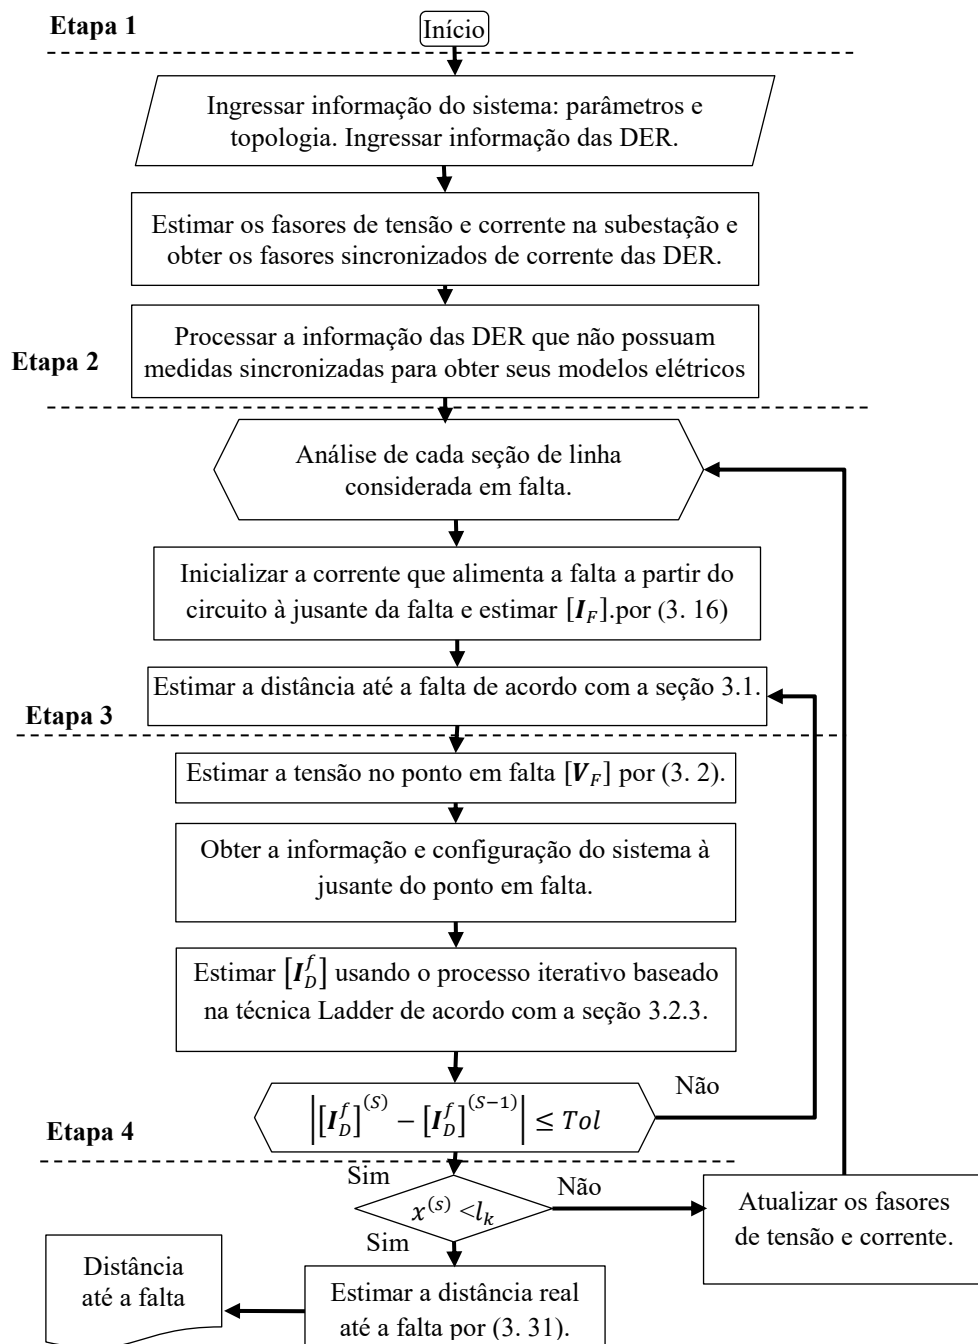 Etapa 1
Início
Ingressar informação do sistema: parâmetros e
topologia. Ingressar informação das DER.
Estimar os fasores de tensão e corrente na subestação e
obter os fasores sincronizados de corrente das DER.
Processar a informação das DER que não possuam
medidas sincronizadas para obter seus modelos elétricos
Etapa 2
Análise de cada seção de linha
considerada em falta.
Inicializar a corrente que alimenta a falta a partir do
circuito à jusante da falta e estimar [I_F].por (3. 16)
Estimar a distância até a falta de acordo com a seção 3.1.
Etapa 3
Estimar a tensão no ponto em falta [V_F] por (3. 2).
Obter a informação e configuração do sistema à
jusante do ponto em falta.
Estimar [I_D^f] usando o processo iterativo baseado
na técnica Ladder de acordo com a seção 3.2.3.
Não
|[I_D^f]^(S) − [I_D^f]^(S−1)| ≤ Tol
Etapa 4
Sim
Não
x^(s) <l_k
Sim
Atualizar os fasores
de tensão e corrente.
Distância
até a falta
Estimar a distância real
até a falta por (3. 31).